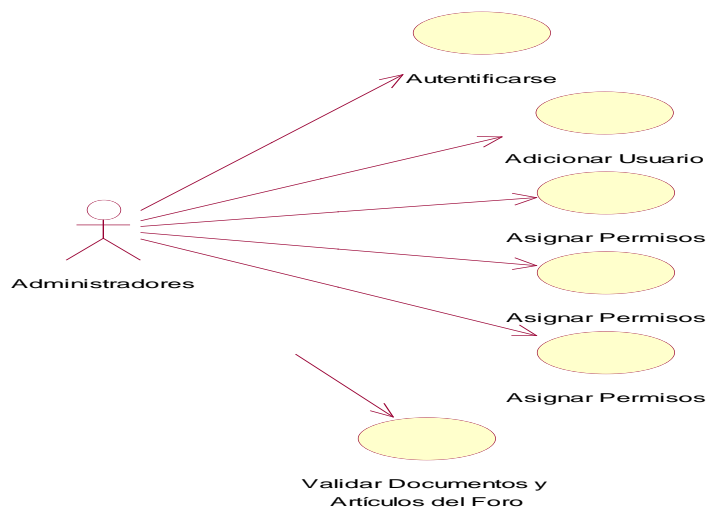 Autentificarse
Adicionar Usuario
Asignar Permisos
Administradores
Asignar Permisos
Asignar Permisos
Validar Documentos y
Artículos del Foro